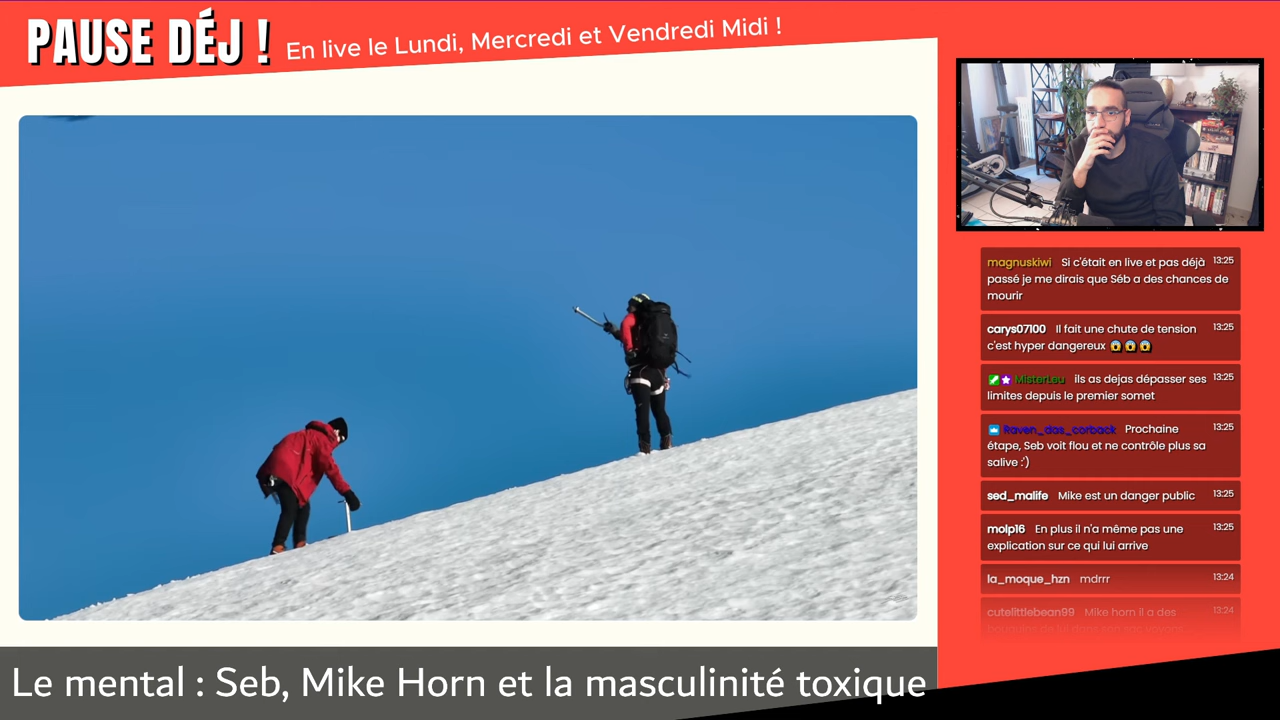 PAUSE DÉJ !
En live le Lundi, Mercredi et Vendredi Midi !
magnuskiwi Si c'était en live et pas déjà 13:25
passé je me dirais que Séb a des chances de
mourir
carys07100 Il fait une chute de tension 13:25
c'est hyper dangereux 😱😱😱
MisterLeu ils as dejas dépasser ses 13:25
limites depuis le premier somet
Raven_das_corback Prochaine 13:25
étape, Seb voit flou et ne contrôle plus sa
salive :')
sed_malife Mike est un danger public 13:25
molp16 En plus il n'a même pas une 13:25
explication sur ce qui lui arrive
la_moque_hzn mdrrr 13:24
cutelittlebean99 Mike horn il a des 13:24
Le mental : Seb, Mike Horn et la masculinité toxique